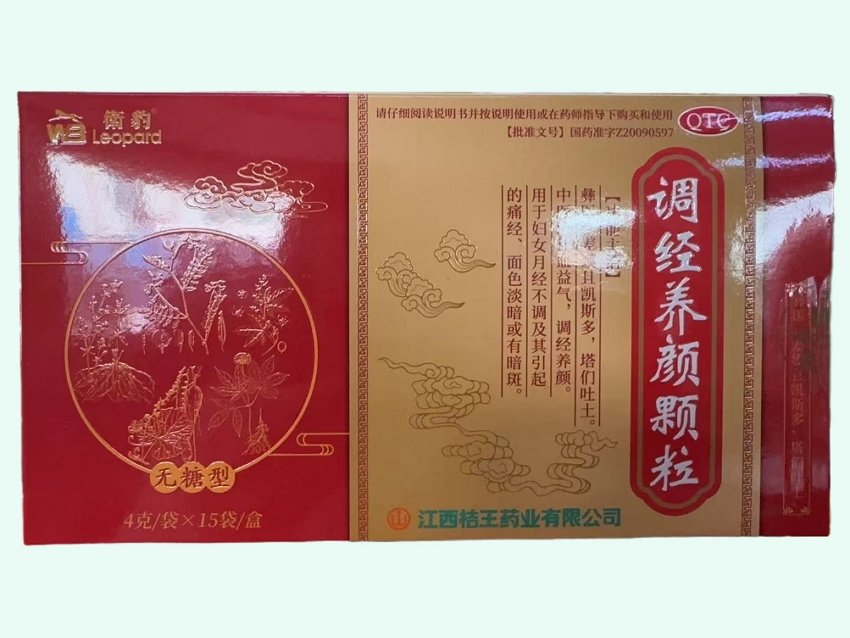 衛豹
Leopard
无糖型
4克/袋×15袋/盒
请仔细阅读说明书并按说明使用或在药师指导下购买和使用
【批准文号】国药准字Z20090597
OTC
调经养颜颗粒
且凯斯多，塔们吐土。
益气，调经养颜。
用于妇女月经不调及其引起
的痛经、面色淡暗或有暗斑。
江西桔王药业有限公司